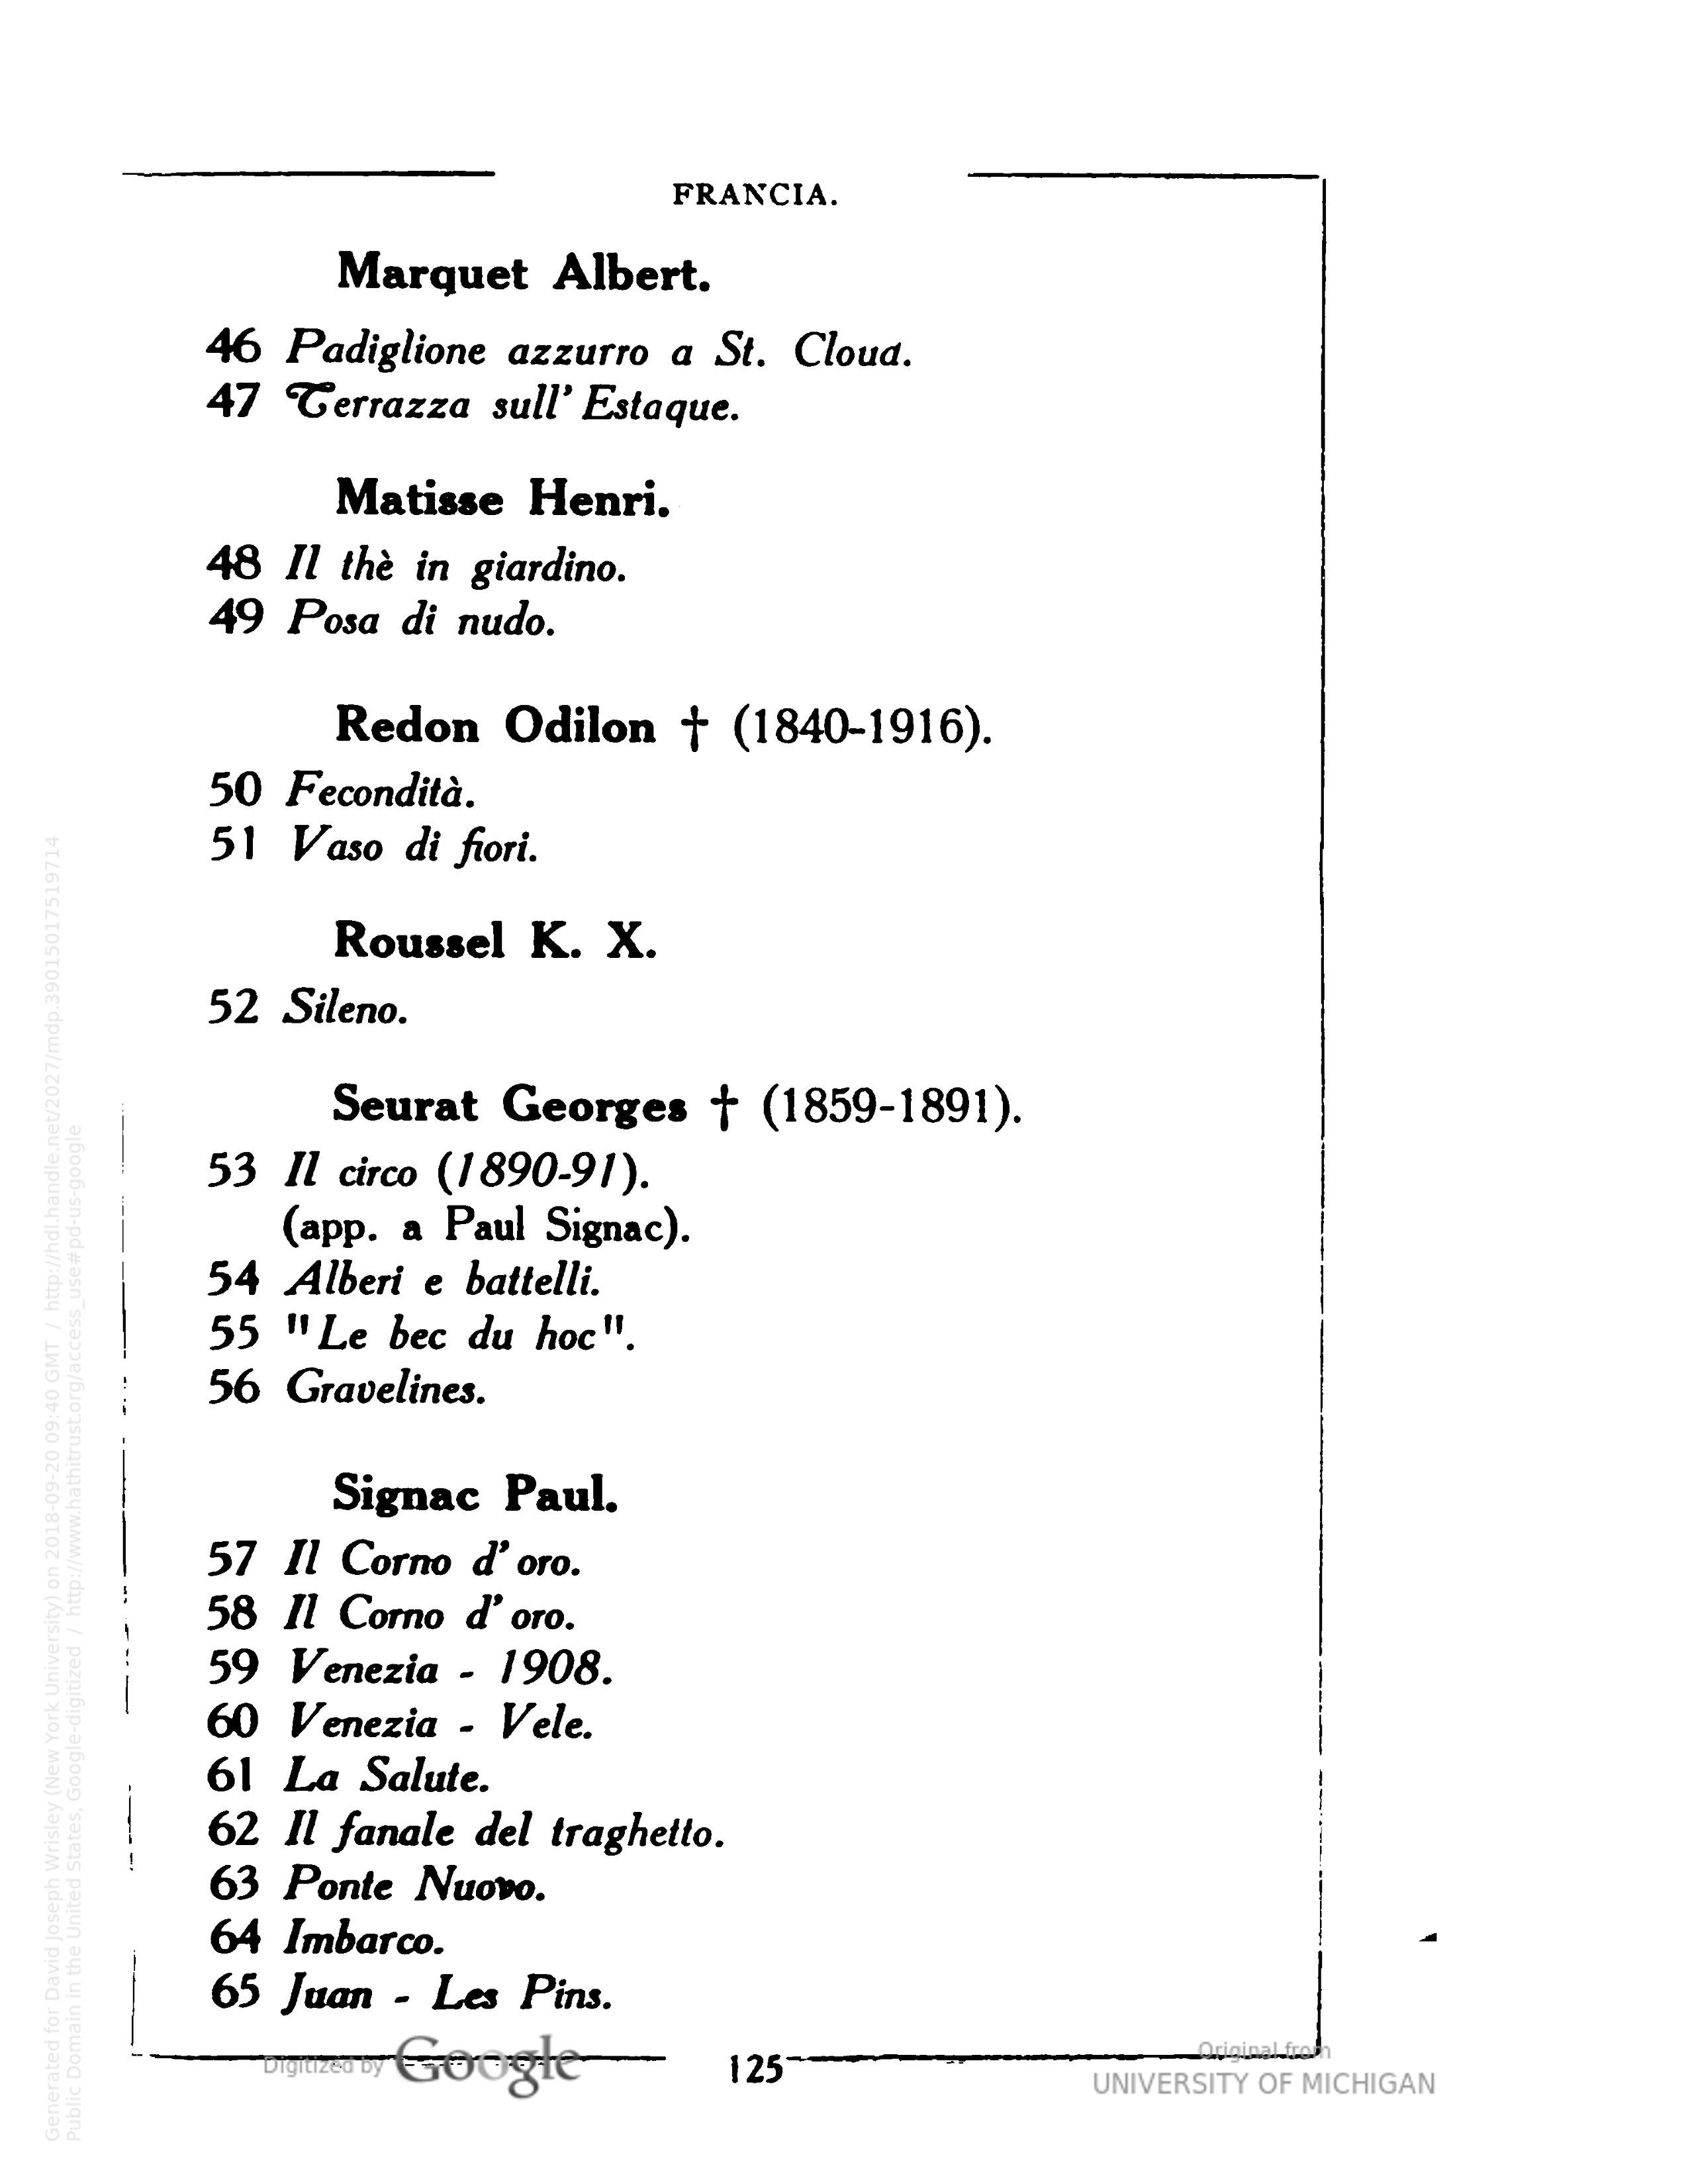 FRANCIA.
Marquet Albert.
46 Padiglione azzurro a St. Cloud.
47 Terrazza sull' Estaque.
Matisse Henri.
48 Il thè in giardino.
49 Posa di nudo.
Redon Odilon † (1840-1916).
50 Fecondità.
51 Vaso di fiori.
Roussel K. X.
52 Sileno.
Seurat Georges † (1859-1891).
53 Il circo (1890-91).
(app. a Paul Signac).
54 Alberi e battelli.
55 "Le bec du hoc".
56 Gravelines.
Signac Paul.
57 Il Corno d' oro.
58 Il Corno d' oro.
59 Venezia - 1908.
60 Venezia - Vele.
61 La Salute.
62 Il fanale del traghetto.
63 Ponte Nuovo.
64 Imbarco.
65 Juan - Les Pins.
125
Digitized by Google
Original from
UNIVERSITY OF MICHIGAN
Generated for David Joseph Wrisley (New York University) on 2018-09-20 09:40 GMT / http://hdl.handle.net/2027/mdp.39015017519714
Public Domain in the United States, Google-digitized / http://www.hathitrust.org/access_use#pd-us-google